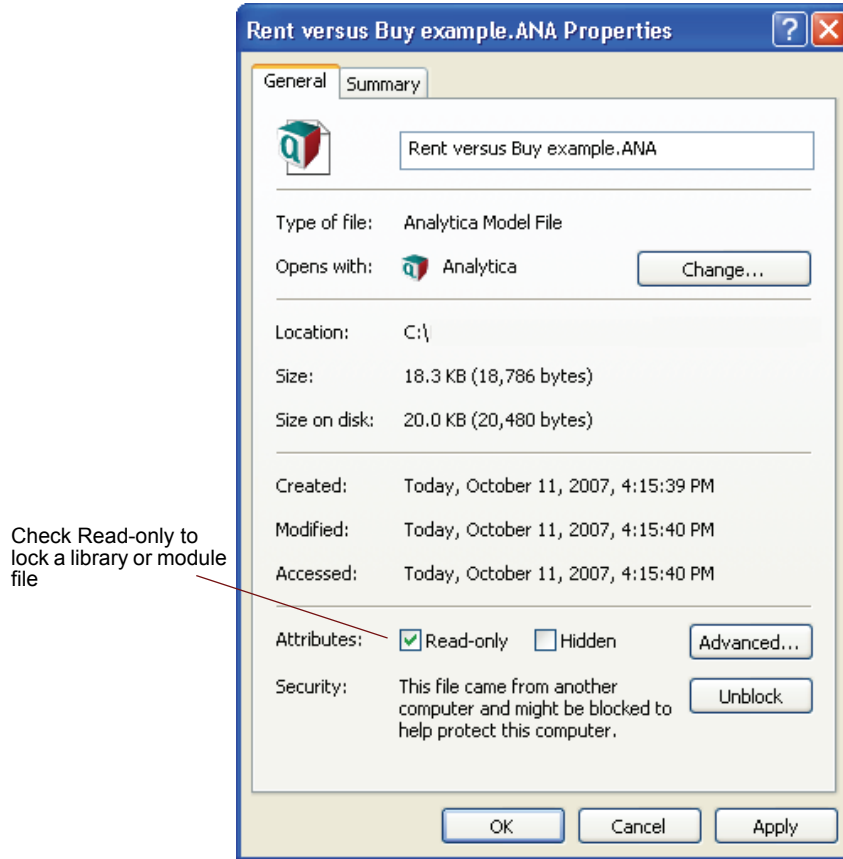 Rent versus Buy example.ANA Properties
General Summary
Rent versus Buy example.ANA
Type of file: Analytica Model File
Opens with: Analytica Change...
Location: C:\
Size: 18.3 KB (18,786 bytes)
Size on disk: 20.0 KB (20,480 bytes)
Created: Today, October 11, 2007, 4:15:39 PM
Modified: Today, October 11, 2007, 4:15:40 PM
Accessed: Today, October 11, 2007, 4:15:40 PM
Check Read-only to
lock a library or module
file
Attributes: Read-only Hidden Advanced...
Security: This file came from another
computer and might be blocked to
help protect this computer.
Unblock
OK Cancel Apply